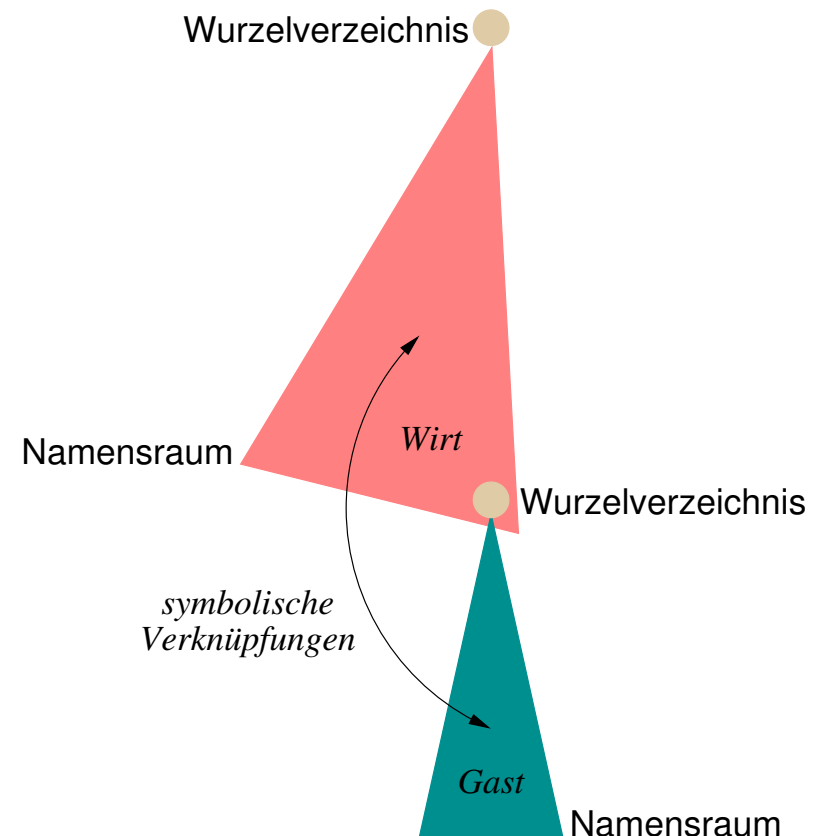 Wurzelverzeichnis
Wirt
Namensraum
Wurzelverzeichnis
symbolische
Verknüpfungen
Gast
Namensraum